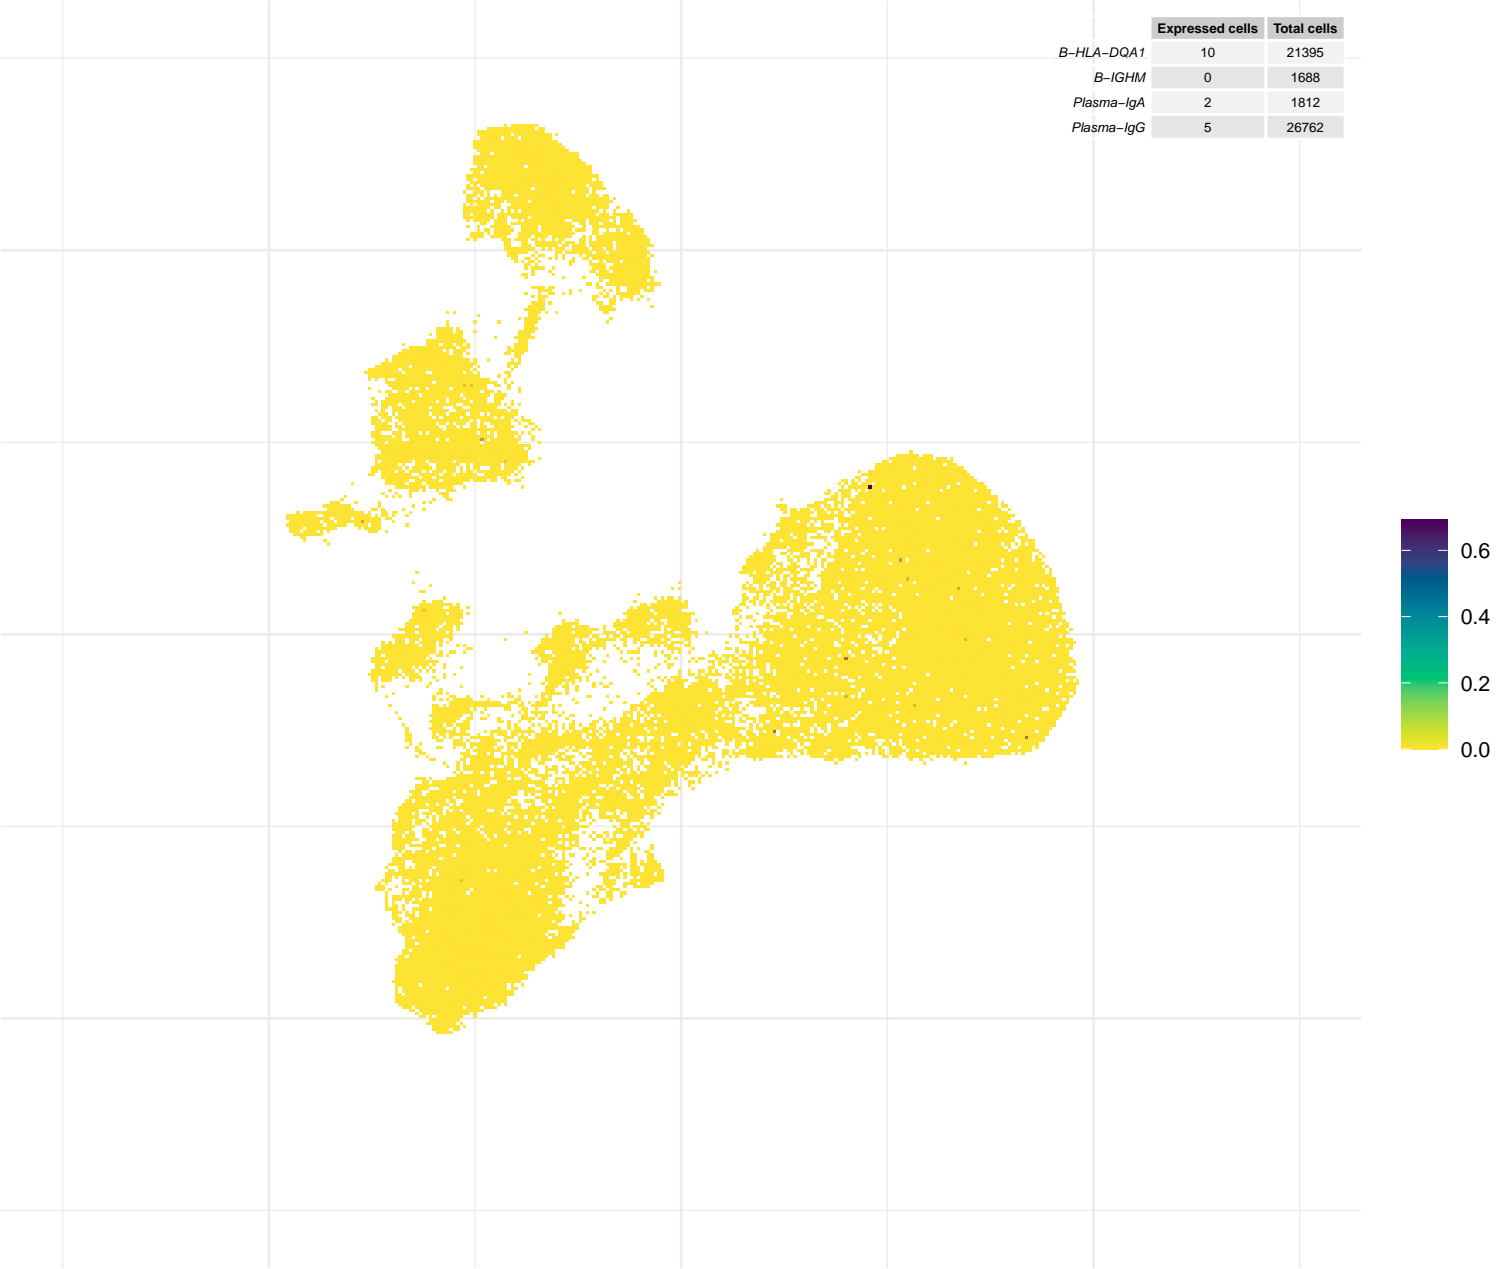 Expressed cells Total cells
B−HLA−DQA1 10 21395
B−IGHM 0 1688
Plasma−IgA 2 1812
Plasma−IgG 5 26762
0.6
0.4
0.2
0.0